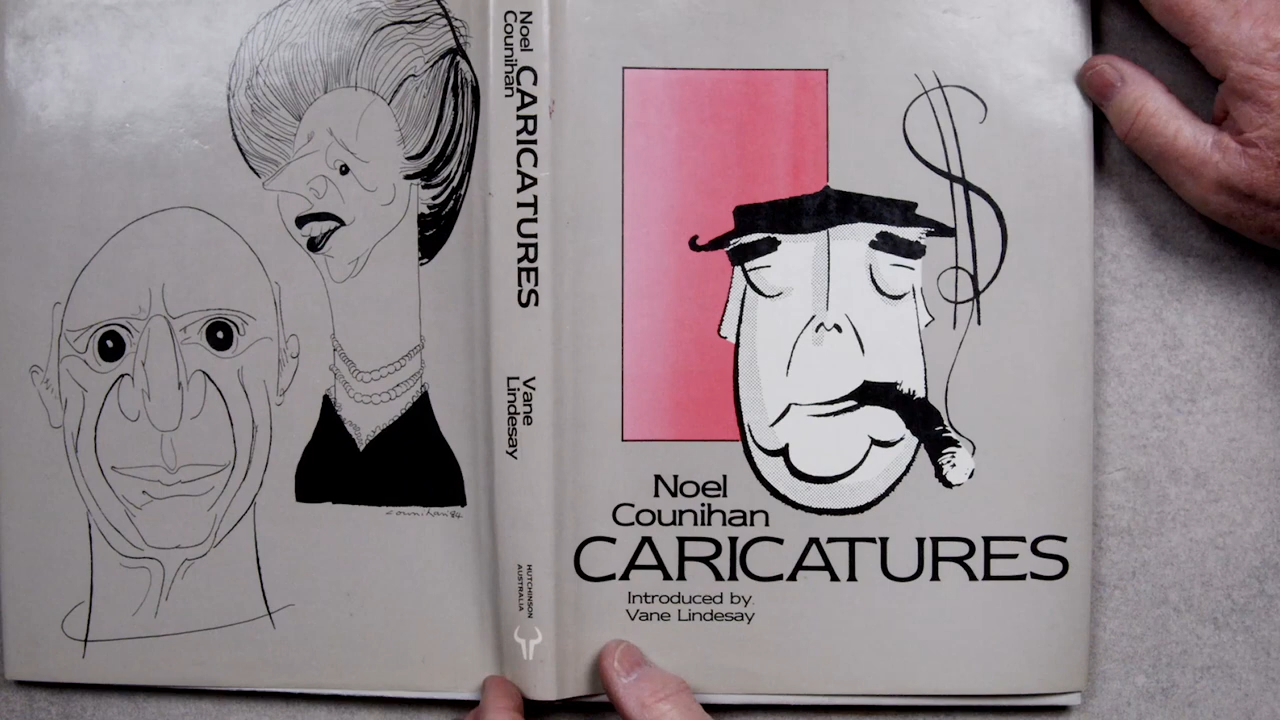 counihan '84
Noel
Counihan
CARICATURES
Vane
Lindesay
HUTCHINSON
AUSTRALIA
$
Noel
Counihan
CARICATURES
Introduced by
Vane Lindesay